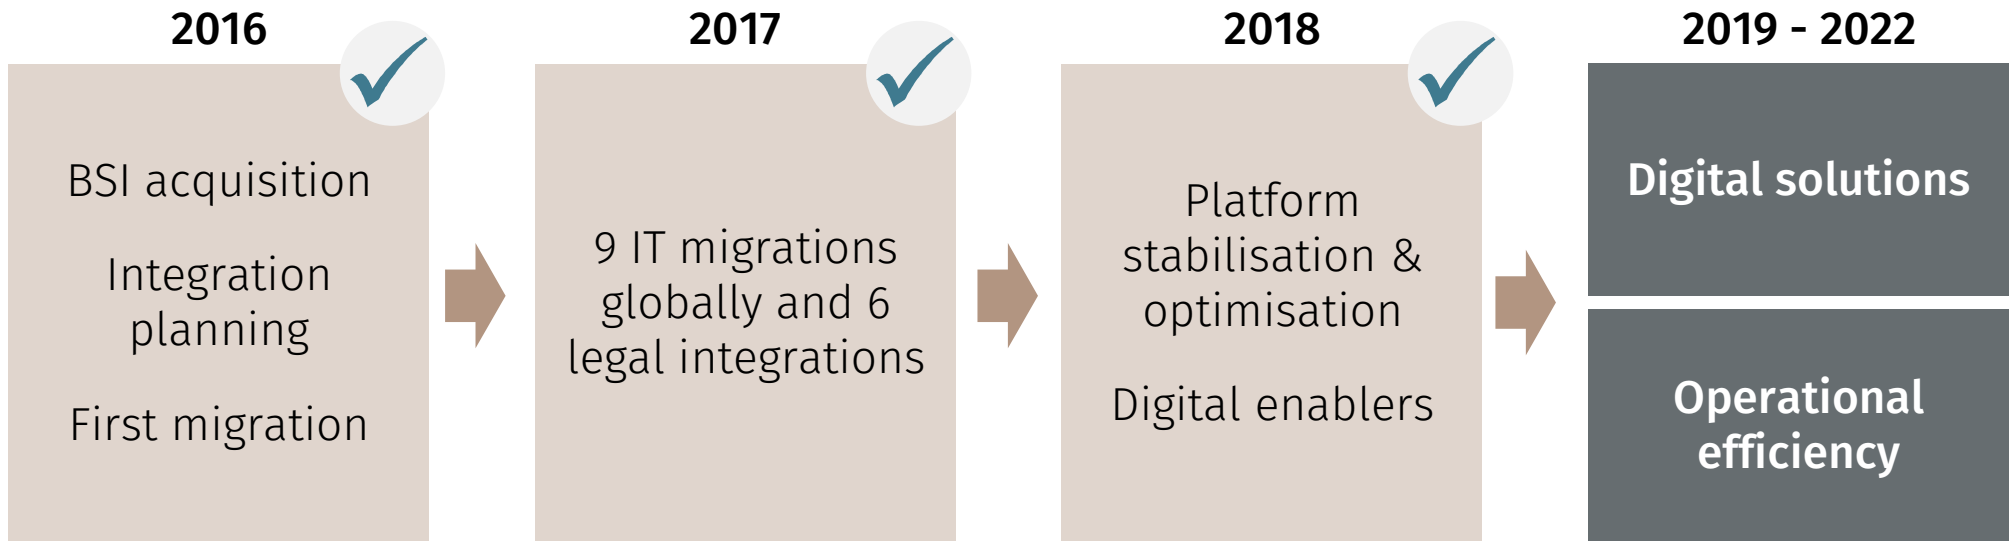 2016
BSI acquisition
Integration
planning
First migration
2017
9 IT migrations
globally and 6
legal integrations
2018
Platform
stabilisation &
optimisation
Digital enablers
2019 - 2022
Digital solutions
Operational
efficiency